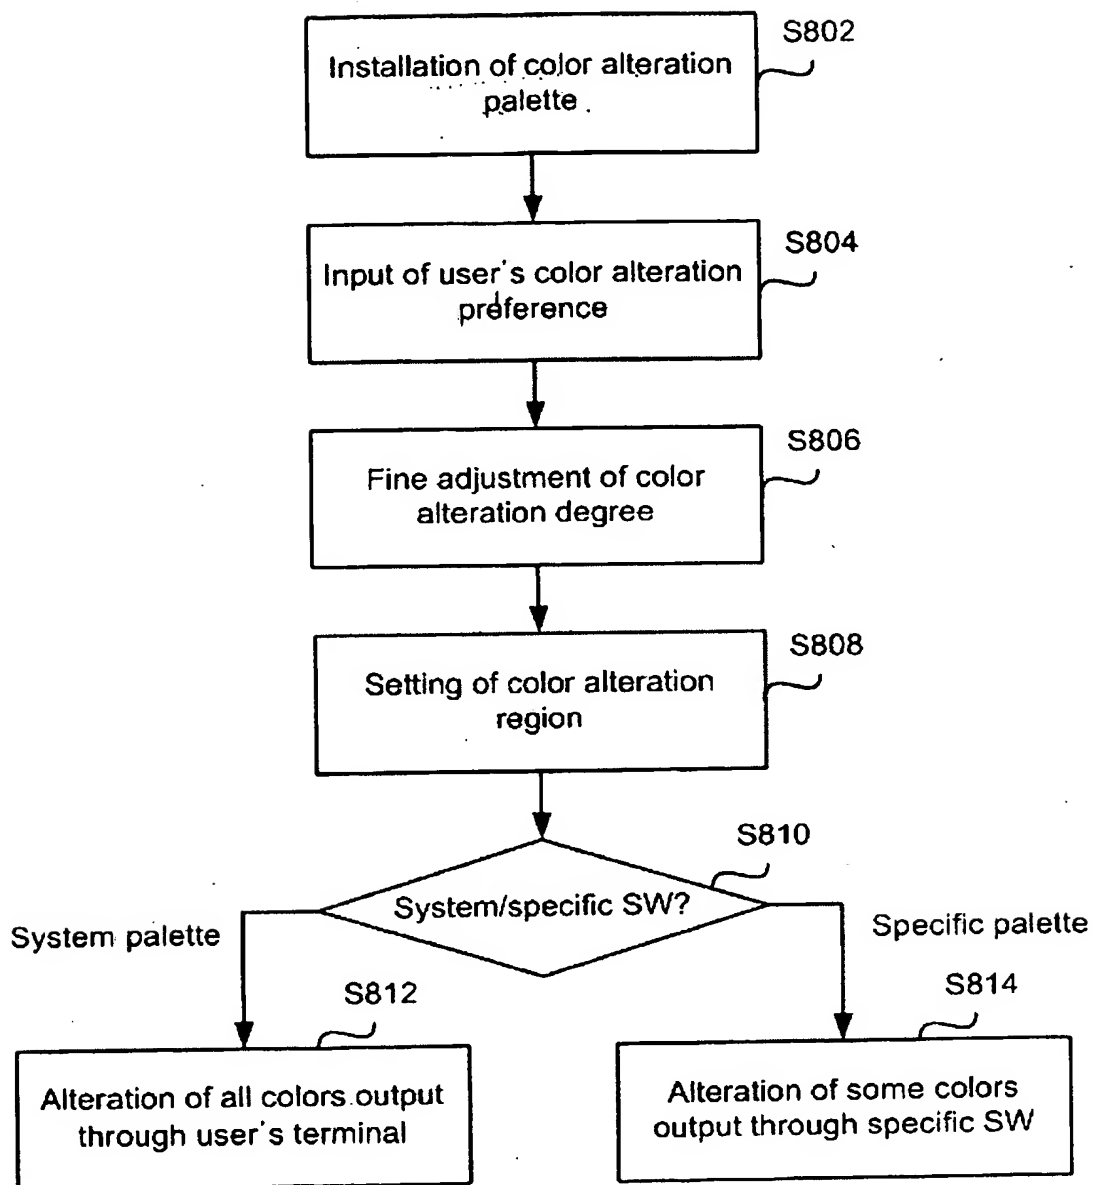 S802
Installation of color alteration
palette
S804
Input of user's color alteration
preference
S806
Fine adjustment of color
alteration degree
S808
Setting of color alteration
region
S810
System/specific SW?
System palette
Specific palette
S812
S814
Alteration of all colors output
through user's terminal
Alteration of some colors
output through specific SW